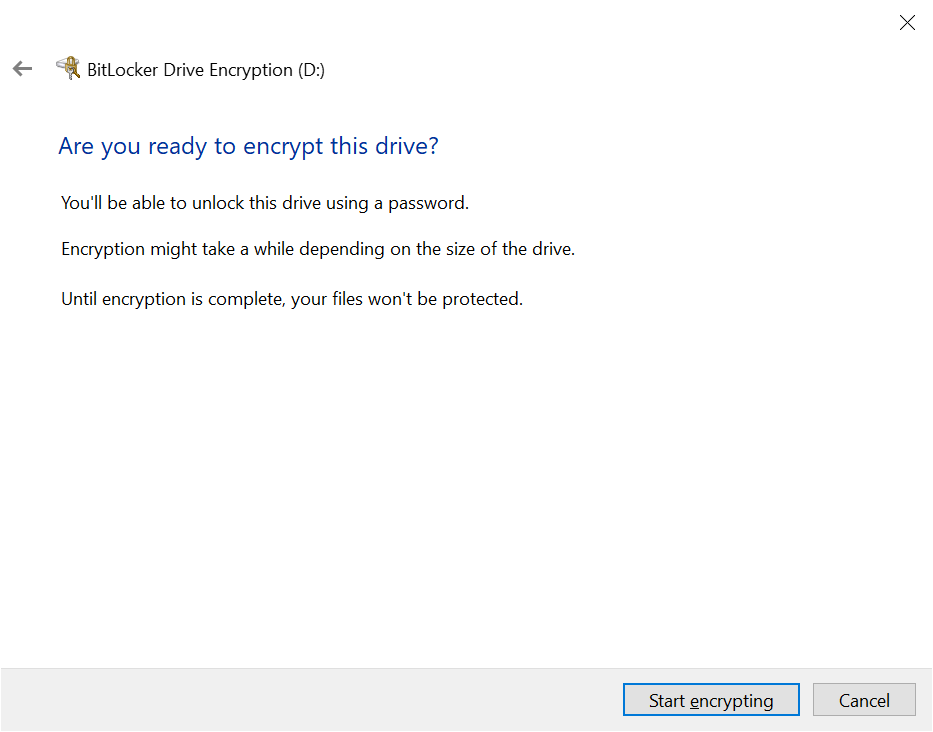 BitLocker Drive Encryption (D:)
Are you ready to encrypt this drive?
You'll be able to unlock this drive using a password.
Encryption might take a while depending on the size of the drive.
Until encryption is complete, your files won't be protected.
Start encrypting
Cancel